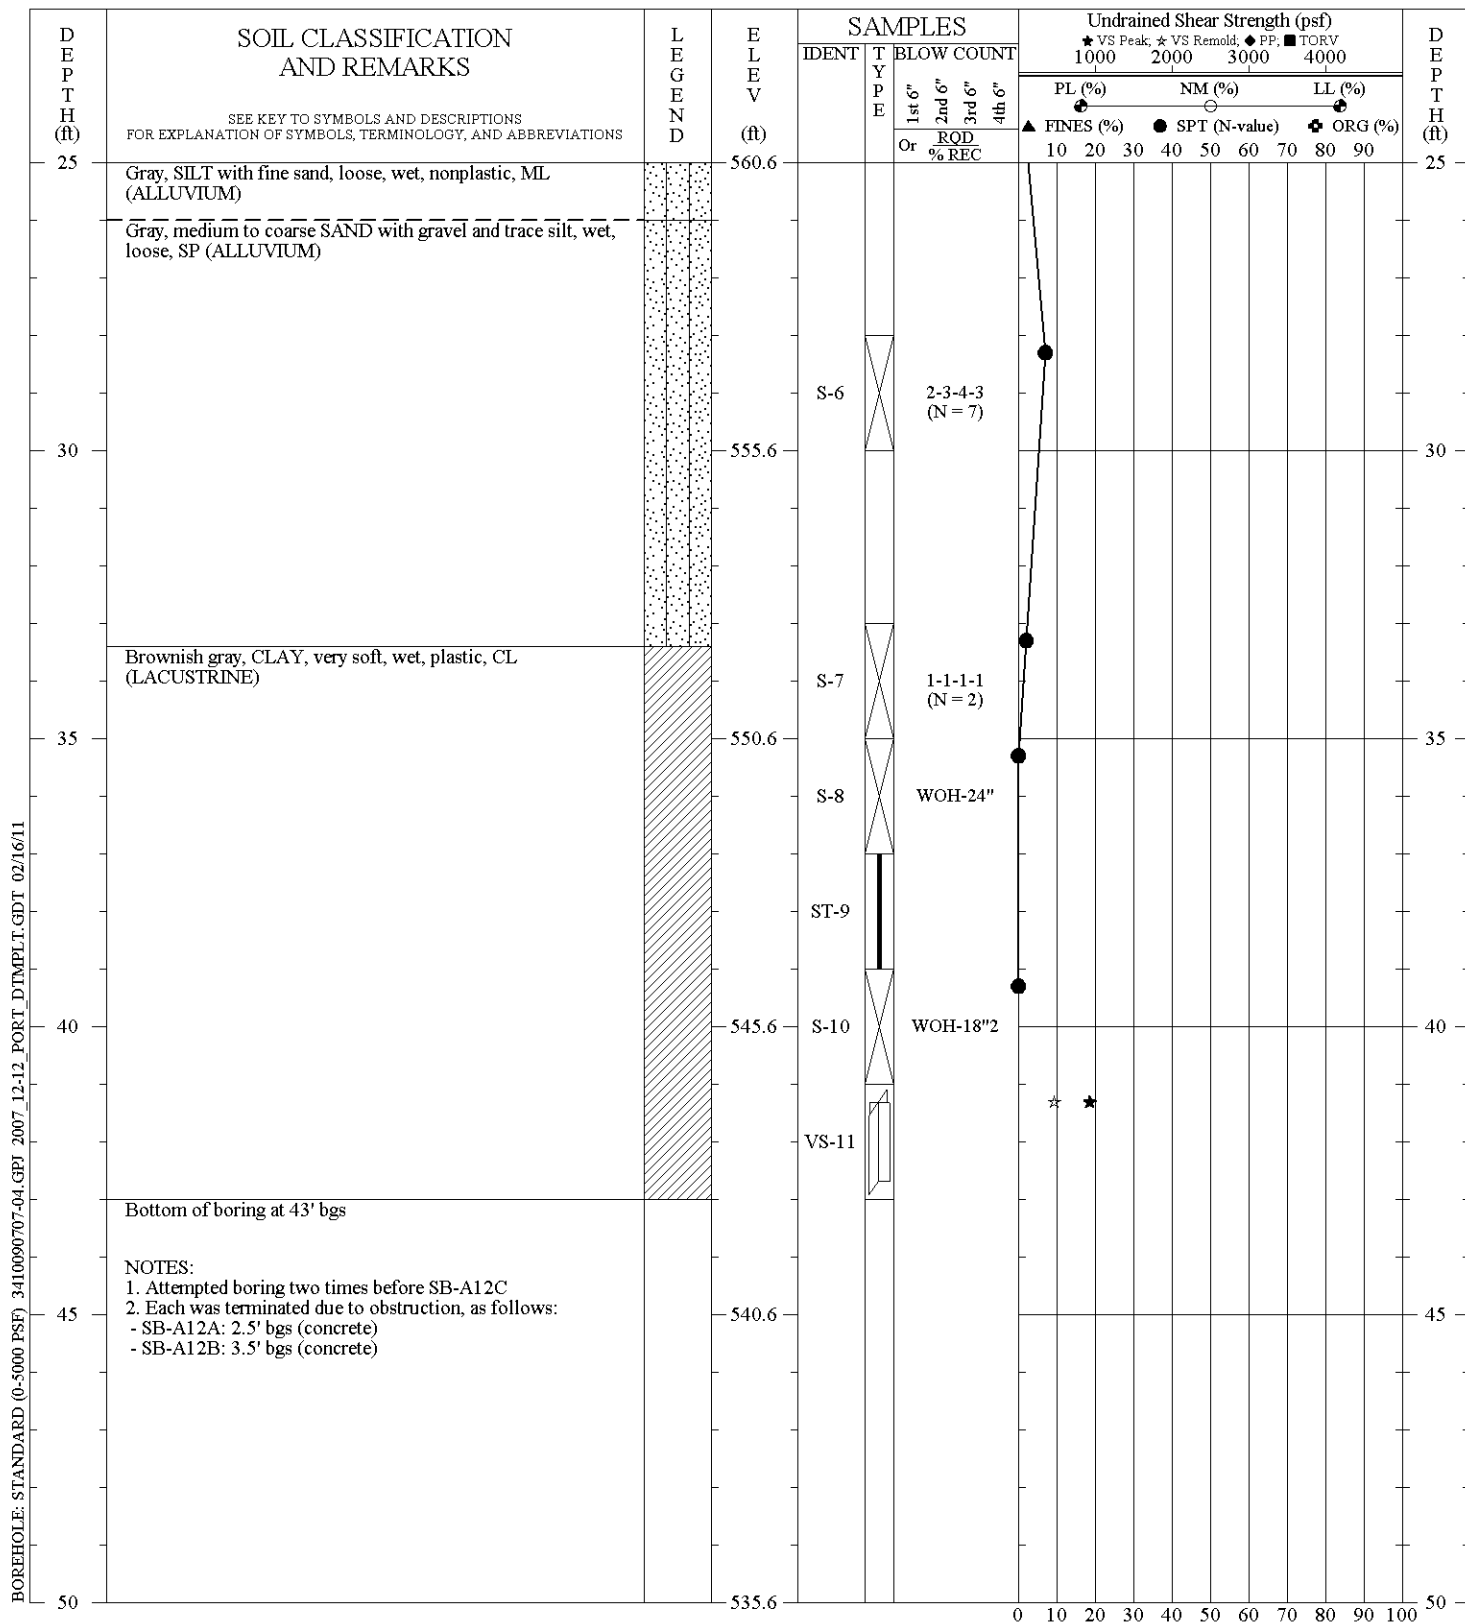 DEPTH
(ft)
SOIL CLASSIFICATION
AND REMARKS
SEE KEY TO SYMBOLS AND DESCRIPTIONS
FOR EXPLANATION OF SYMBOLS, TERMINOLOGY, AND ABBREVIATIONS
LEGEND
ELEV
(ft)
SAMPLES
IDENT
TYPE
BLOW COUNT
1st 6"
2nd 6"
3rd 6"
4th 6"
Or RQD
% REC
Undrained Shear Strength (psf)
★ VS Peak; ☆ VS Remold; ◆ PP; ■ TORV
1000 2000 3000 4000
PL (%) NM (%) LL (%)
▲ FINES (%) ● SPT (N-value) ORG (%)
10 20 30 40 50 60 70 80 90
DEPTH
(ft)
25 560.6 25
Gray, SILT with fine sand, loose, wet, nonplastic, ML
(ALLUVIUM)
Gray, medium to coarse SAND with gravel and trace silt, wet,
loose, SP (ALLUVIUM)
S-6 2-3-4-3
(N = 7)
30 555.6 30
Brownish gray, CLAY, very soft, wet, plastic, CL
(LACUSTRINE)
S-7 1-1-1-1
(N = 2)
35 550.6 35
S-8 WOH-24"
ST-9
40 545.6 S-10 WOH-18"2 40
VS-11
Bottom of boring at 43' bgs
NOTES:
1. Attempted boring two times before SB-A12C
2. Each was terminated due to obstruction, as follows:
- SB-A12A: 2.5' bgs (concrete)
- SB-A12B: 3.5' bgs (concrete)
45 540.6 45
50 535.6 50
0 10 20 30 40 50 60 70 80 90 100
BOREHOLE: STANDARD (0-5000 PSF) 3410090707-04.GPJ 2007_12-12_PORT_DTMPLT.GDT 02/16/11